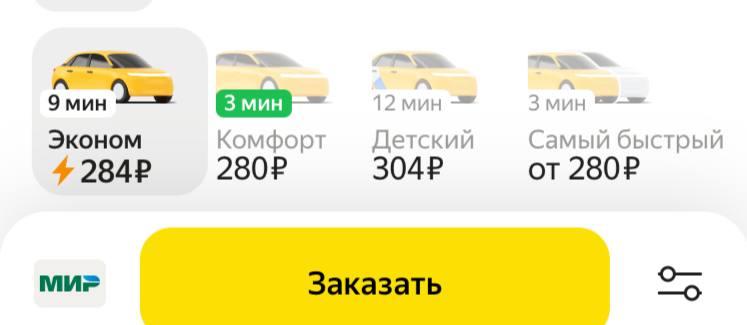 9 мин
3 мин
12 мин
3 мин
Эконом
Комфорт
Детский
Самый быстрый
284₽
280₽
304₽
от 280₽
МИР
Заказать